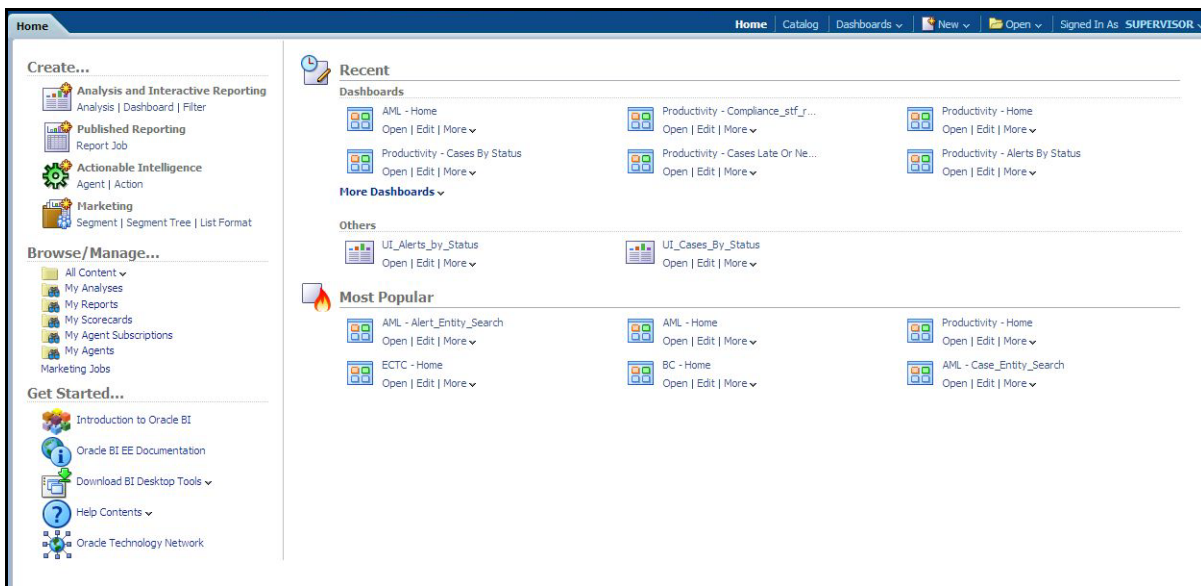 Home
Home Catalog Dashboards New Open Signed In As SUPERVISOR
Create...
Analysis and Interactive Reporting
Analysis | Dashboard | Filter
Published Reporting
Report Job
Actionable Intelligence
Agent | Action
Marketing
Segment | Segment Tree | List Format
Browse/Manage...
All Content
My Analyses
My Reports
My Scorecards
My Agent Subscriptions
My Agents
Marketing Jobs
Get Started...
Introduction to Oracle BI
Oracle BI EE Documentation
Download BI Desktop Tools
Help Contents
Oracle Technology Network
Recent
Dashboards
AML - Home
Open | Edit | More
Productivity - Compliance_stf_r...
Open | Edit | More
Productivity - Home
Open | Edit | More
Productivity - Cases By Status
Open | Edit | More
Productivity - Cases Late Or Ne...
Open | Edit | More
Productivity - Alerts By Status
Open | Edit | More
More Dashboards
Others
UI_Alerts_by_Status
Open | Edit | More
UI_Cases_By_Status
Open | Edit | More
Most Popular
AML - Alert_Entity_Search
Open | Edit | More
AML - Home
Open | Edit | More
Productivity - Home
Open | Edit | More
ECTC - Home
Open | Edit | More
BC - Home
Open | Edit | More
AML - Case_Entity_Search
Open | Edit | More